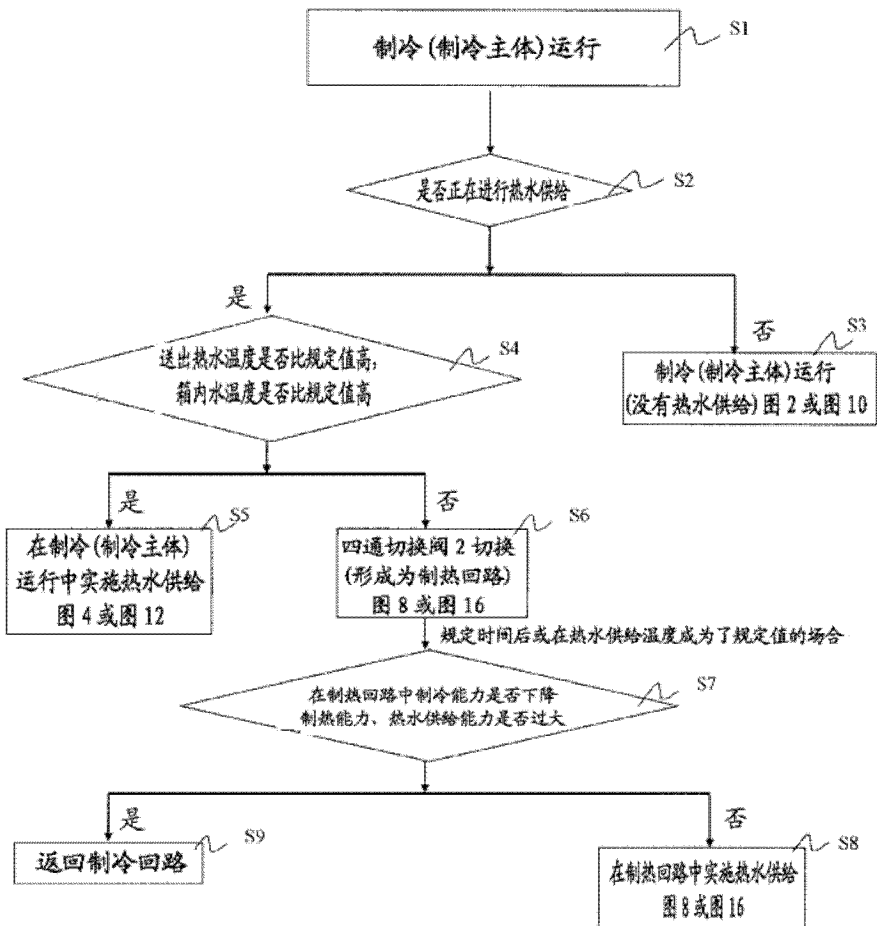 制冷(制冷主体)运行
S1
是否正在进行热水供给
S2
是
否
S3
送出热水温度是否比规定值高,
箱内水温度是否比规定值高
S4
制冷(制冷主体)运行
(没有热水供给)图 2 或图 10
是
S5
否
S6
在制冷(制冷主体)
运行中实施热水供给
图 4 或图 12
四通切换阀 2 切换
(形成为制热回路)
图 8 或图 16
规定时间后或在热水供给温度成为了规定值的场合
S7
在制热回路中制冷能力是否下降
制热能力、热水供给能力是否过大
是
S9
否
S8
返回制冷回路
在制热回路中实施热水供给
图 8 或图 16